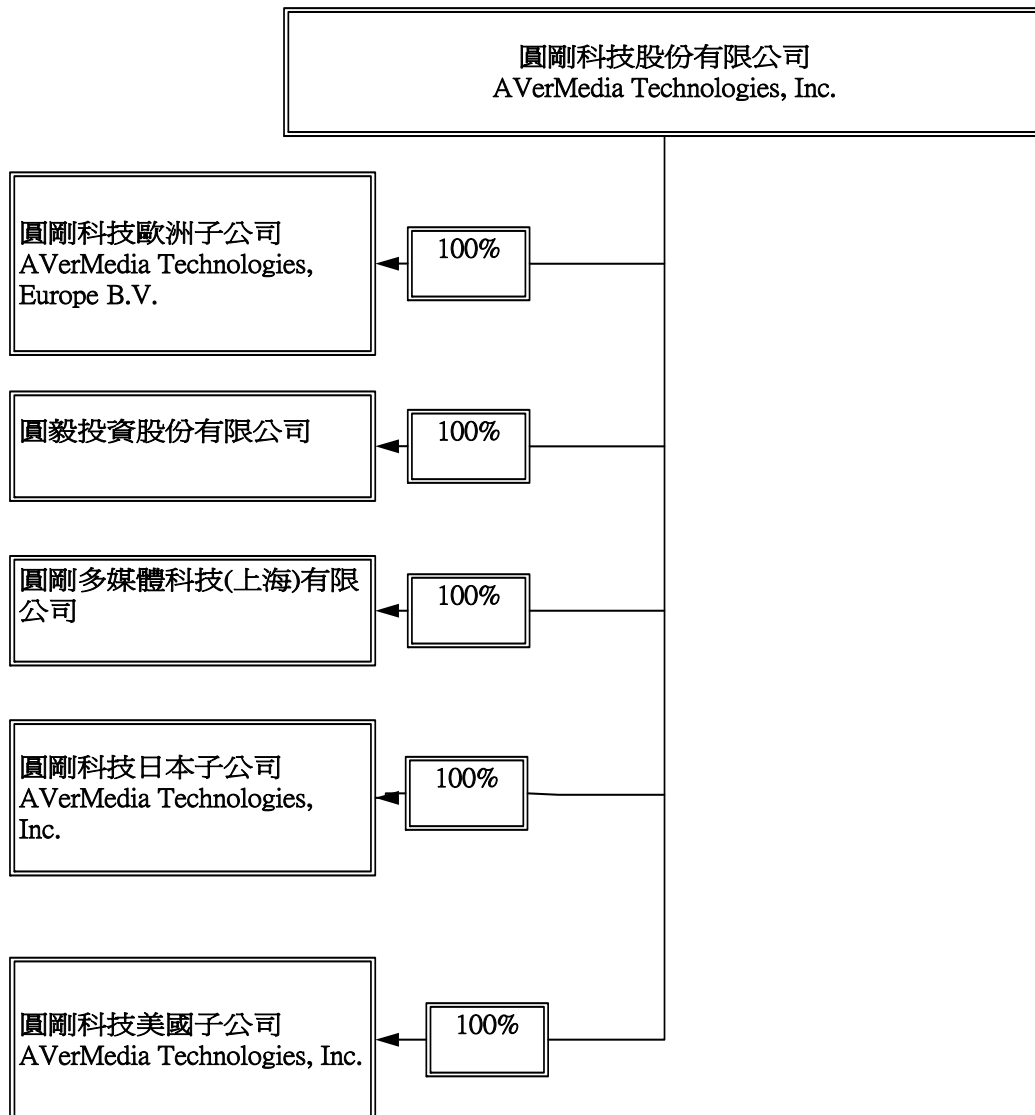 圓剛科技股份有限公司
AVerMedia Technologies, Inc.
圓剛科技歐洲子公司
AVerMedia Technologies,
Europe B.V.
100%
圓毅投資股份有限公司
100%
圓剛多媒體科技(上海)有限
公司
100%
圓剛科技日本子公司
AVerMedia Technologies,
Inc.
100%
圓剛科技美國子公司
AVerMedia Technologies, Inc.
100%